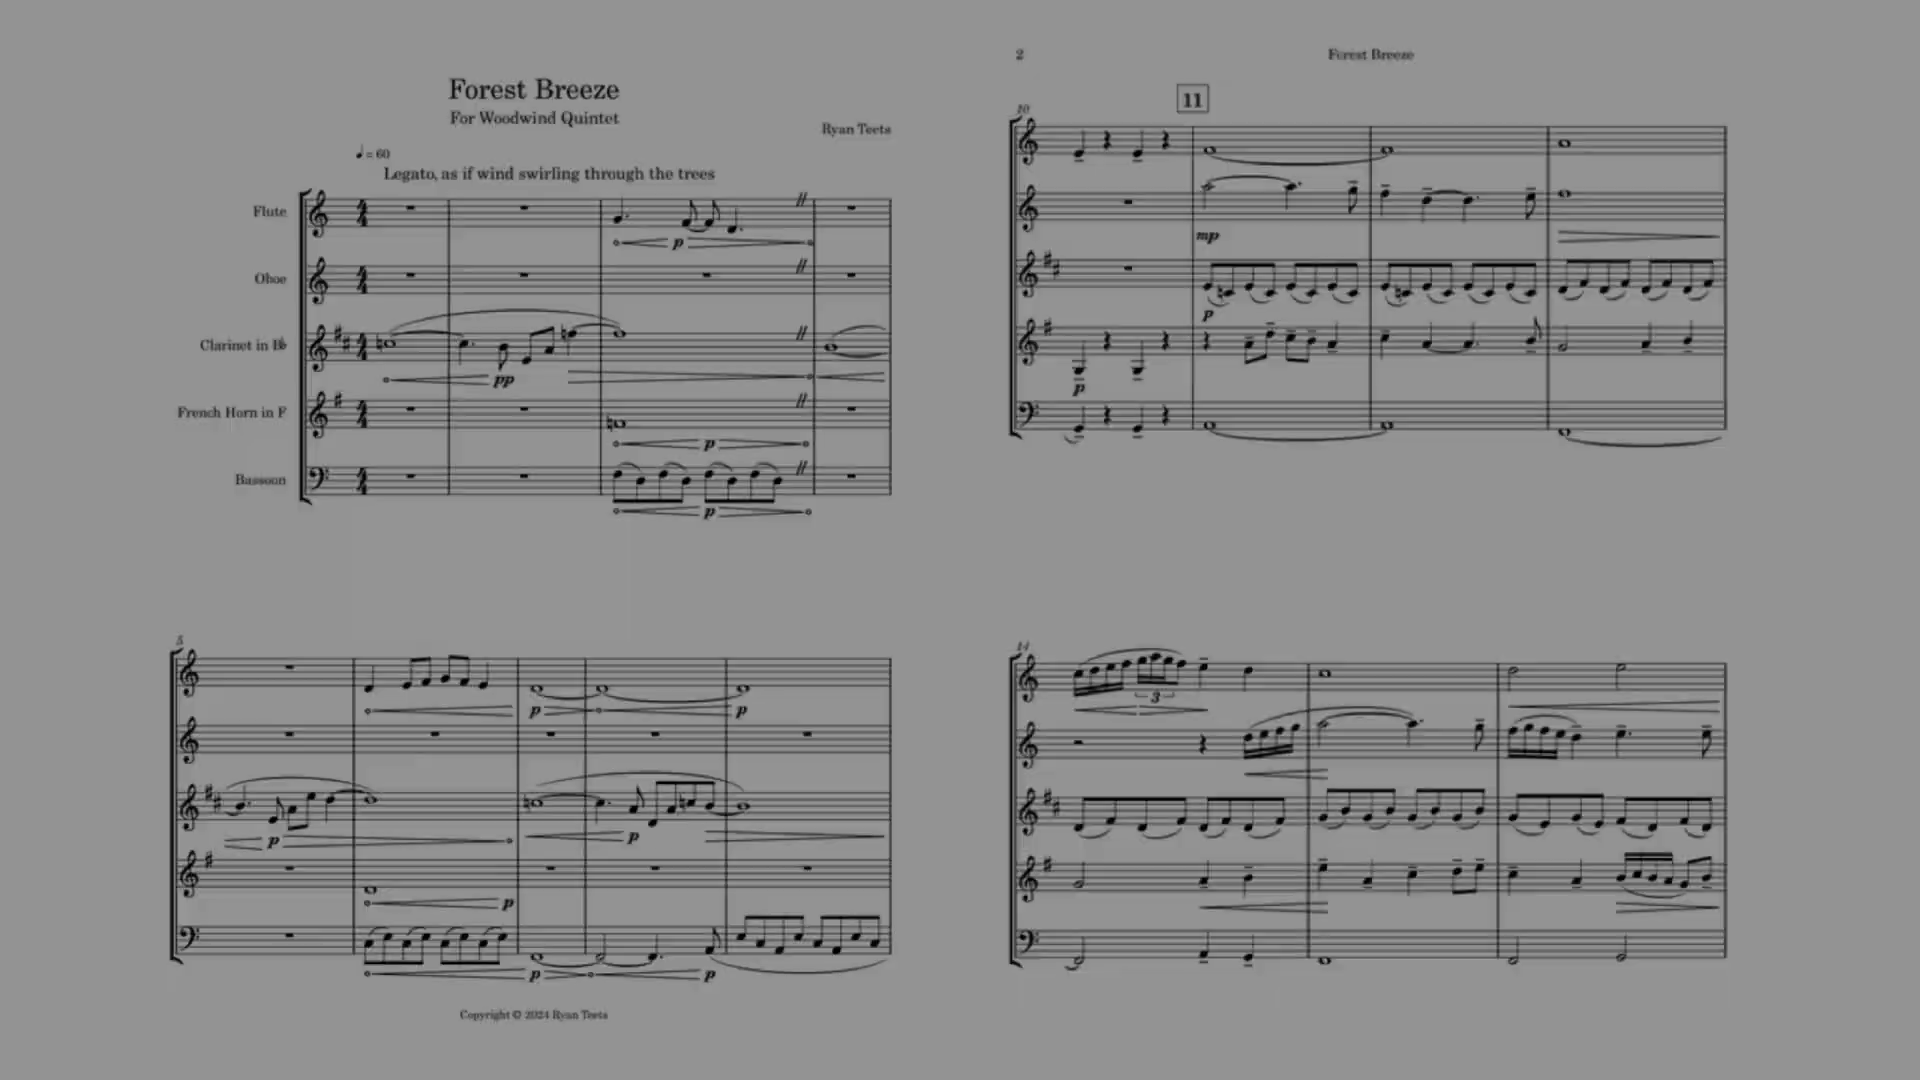 Forest Breeze
For Woodwind Quintet
Ryan Teets
♩ = 60
Legato, as if wind swirling through the trees
Flute
p
Oboe
Clarinet in B♭
pp
French Horn in F
p
Bassoon
p
5
p p
p p
p
p p
Copyright © 2024 Ryan Teets
2 Forest Breeze
11
10
mp
p
p
14
3